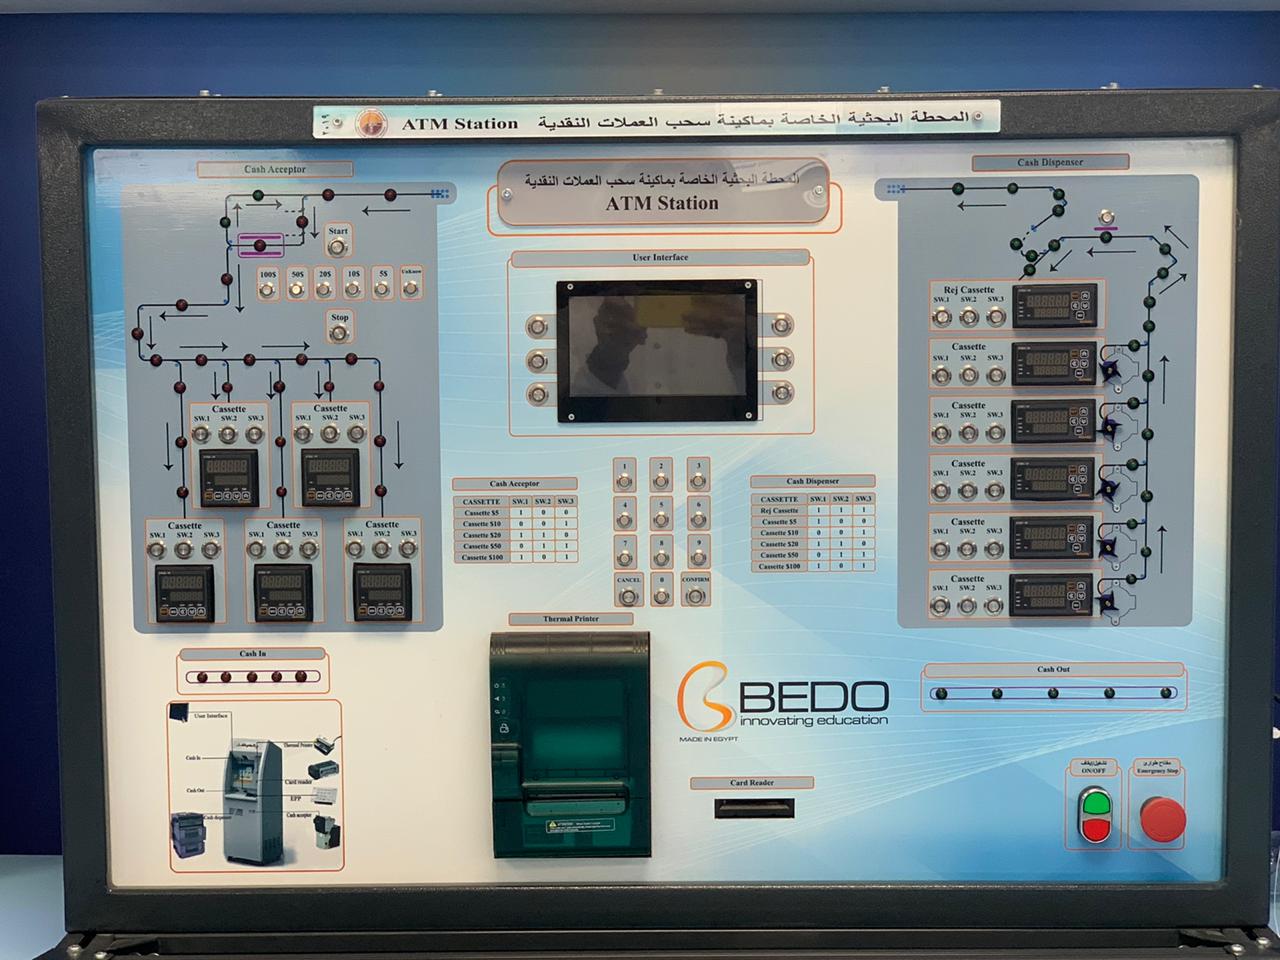 ٢٠١٩
ATM Station المحطة البحثية الخاصة بماكينة سحب العملات النقدية
Cash Acceptor
المحطة البحثية الخاصة بماكينة سحب العملات النقدية
ATM Station
Cash Dispenser
Start
User Interface
100$ 50$ 20$ 10$ 5$ UnKnow
Stop
Rej Cassette
SW.1 SW.2 SW.3
Cassette
SW.1 SW.2 SW.3
Cassette
SW.1 SW.2 SW.3
Cassette
SW.1 SW.2 SW.3
Cassette
SW.1 SW.2 SW.3
Cassette
SW.1 SW.2 SW.3
Cassette Cassette
SW.1 SW.2 SW.3 SW.1 SW.2 SW.3
Cassette Cassette Cassette
SW.1 SW.2 SW.3 SW.1 SW.2 SW.3 SW.1 SW.2 SW.3
Cash Acceptor
CASSETTE SW.1 SW.2 SW.3
Cassette $5 1 0 0
Cassette $10 0 0 1
Cassette $20 1 1 0
Cassette $50 0 1 1
Cassette $100 1 0 1
1 2 3
4 5 6
7 8 9
CANCEL 0 CONFIRM
Cash Dispenser
CASSETTE SW.1 SW.2 SW.3
Rej Cassette 1 1 1
Cassette $5 1 0 0
Cassette $10 0 1 0
Cassette $20 1 1 0
Cassette $50 0 1 1
Cassette $100 1 0 1
Thermal Printer
Cash In
User Interface
Thermal Printer
Cash In
Card reader
Cash Out
EPP
Cash dispenser
Cash acceptor
ATTENTION
BEDO
innovating education
MADE IN EGYPT
Card Reader
Cash Out
تشغيل/إيقاف
ON/OFF
مفتاح طوارئ
Emergency Stop